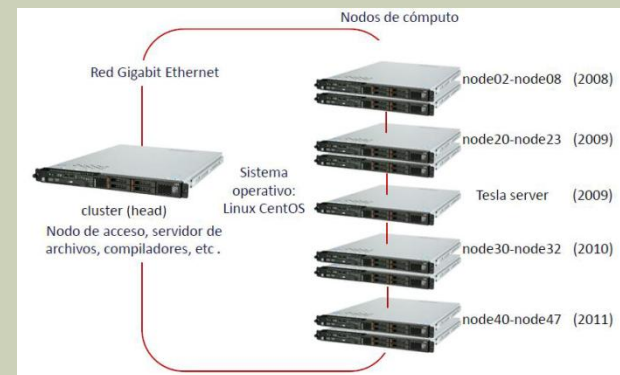 Nodos de cómputo
Red Gigabit Ethernet
node02-node08 (2008)
node20-node23 (2009)
Sistema
operativo:
Linux CentOS
Tesla server (2009)
cluster (head)
Nodo de acceso, servidor de
archivos, compiladores, etc .
node30-node32 (2010)
node40-node47 (2011)